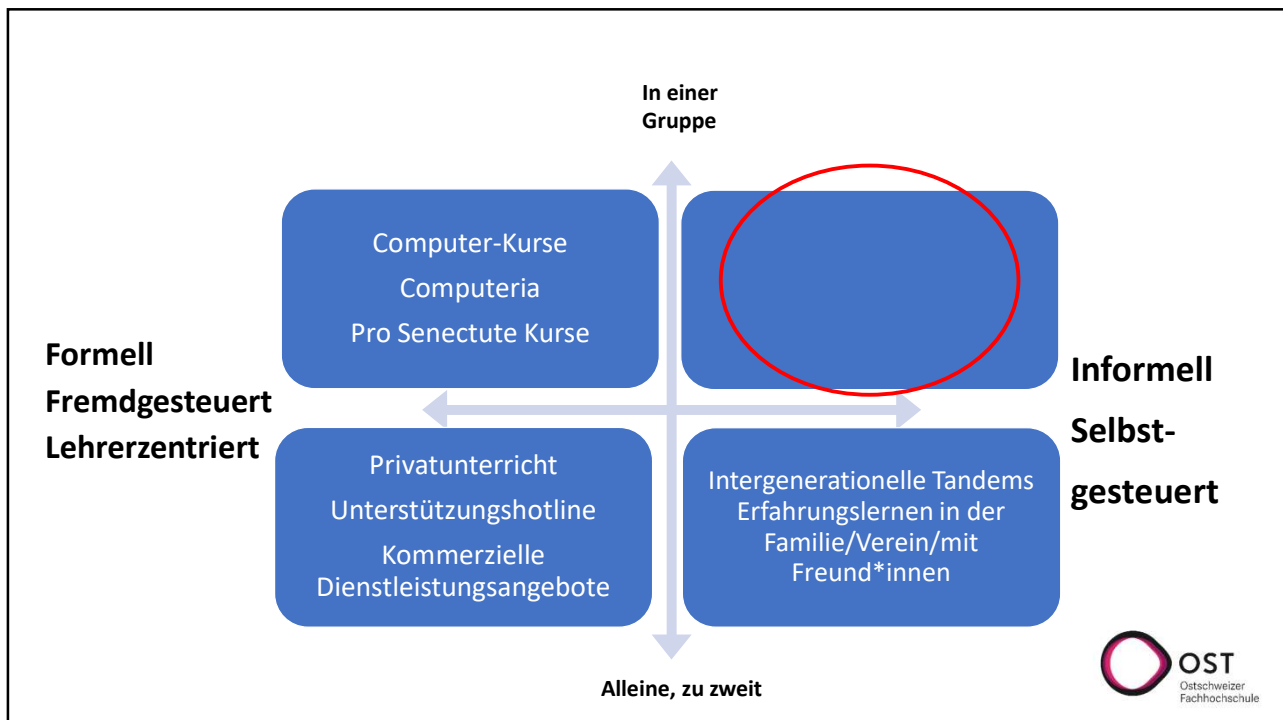 In einer
Gruppe
Computer-Kurse
Computeria
Pro Senectute Kurse
Formell
Fremdgesteuert
Lehrerzentriert
Informell
Selbst-
gesteuert
Privatunterricht
Unterstützungshotline
Kommerzielle
Dienstleistungsangebote
Intergenerationelle Tandems
Erfahrungslernen in der
Familie/Verein/mit
Freund*innen
Alleine, zu zweit
OST
Ostschweizer
Fachhochschule